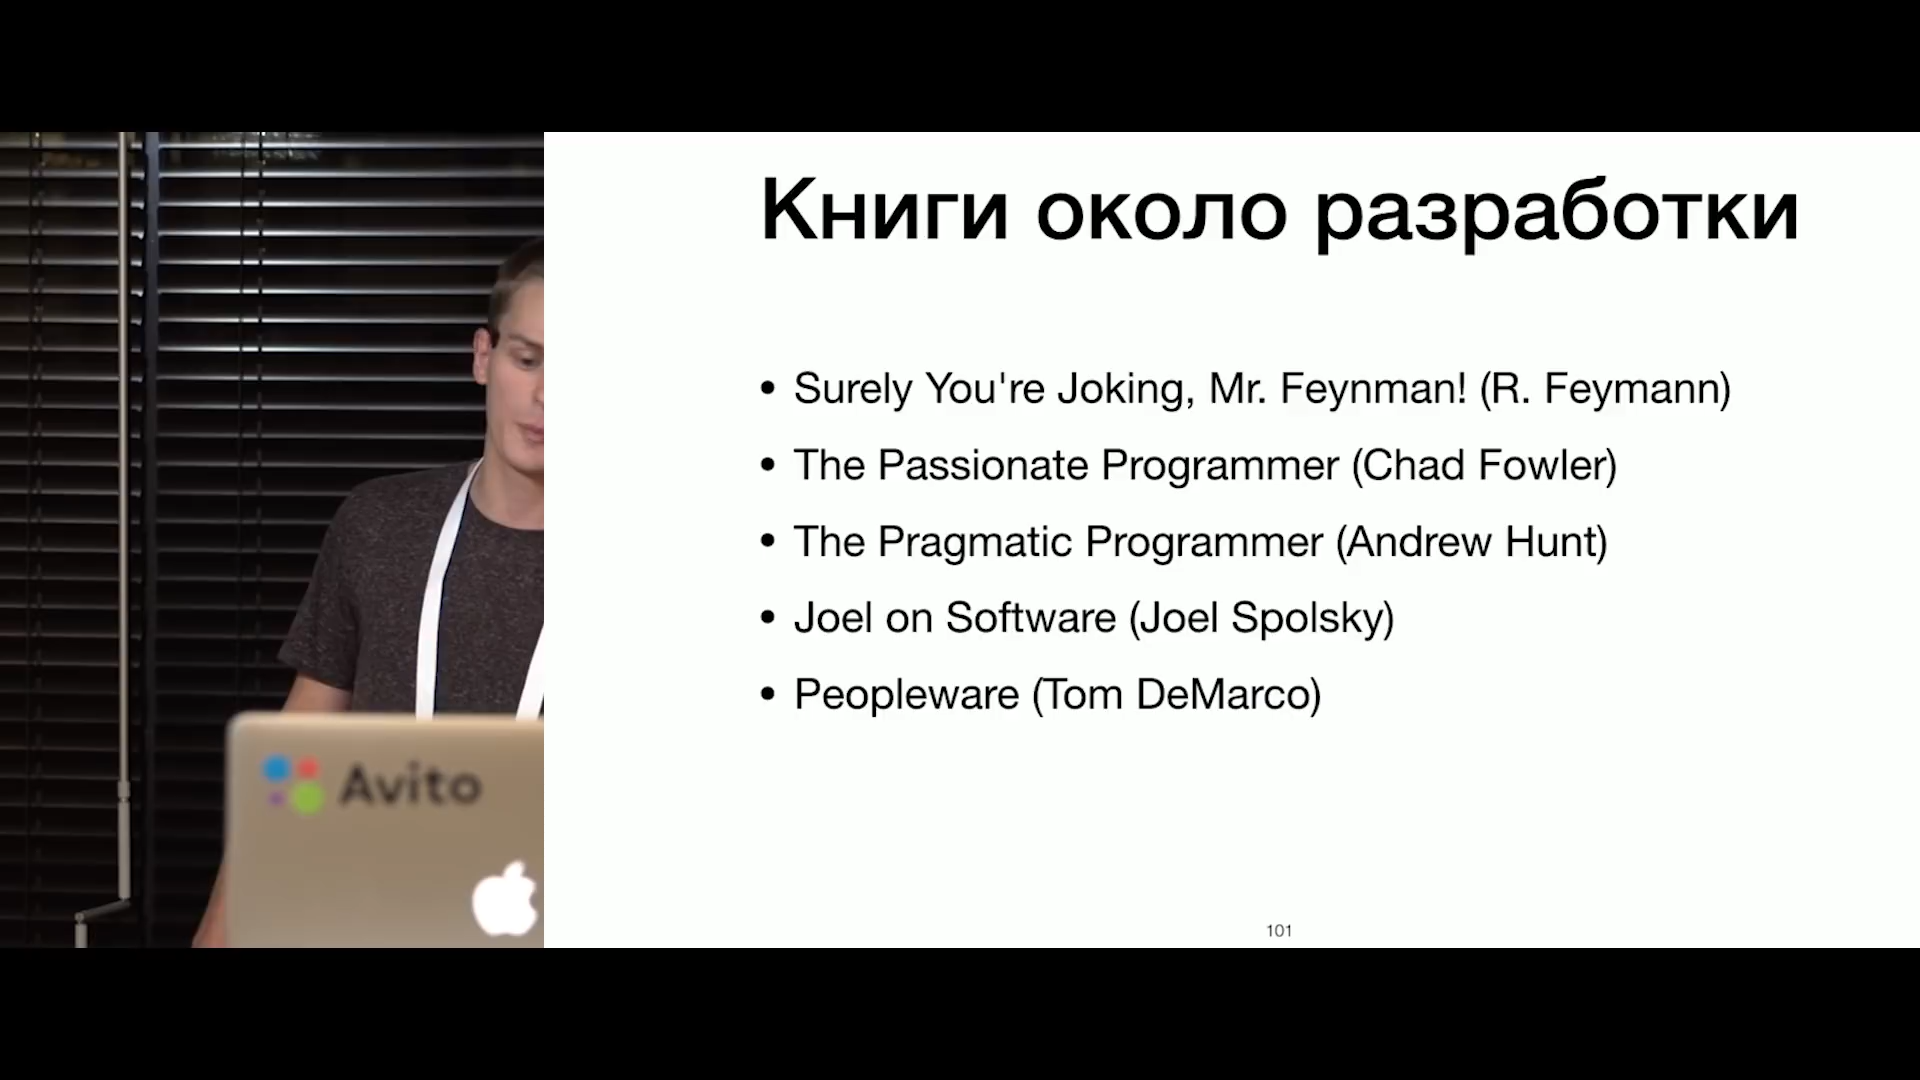 Книги около разработки
• Surely You're Joking, Mr. Feynman! (R. Feymann)
• The Passionate Programmer (Chad Fowler)
• The Pragmatic Programmer (Andrew Hunt)
• Joel on Software (Joel Spolsky)
• Peopleware (Tom DeMarco)
Avito
101